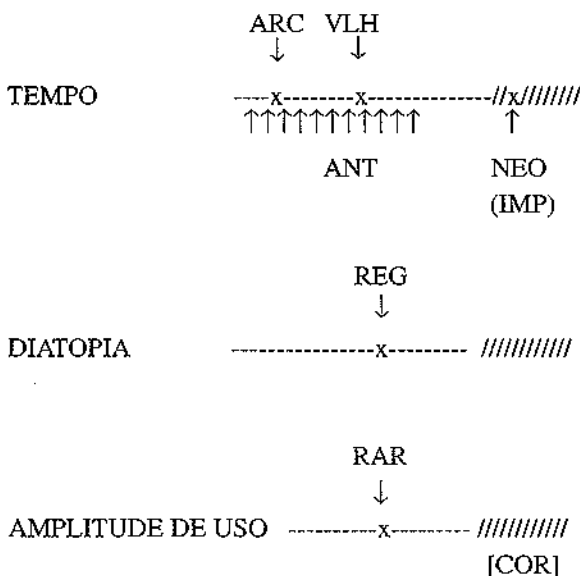 ARC VLH
↓ ↓
TEMPO ----x-----------x-----------------//x////////
↑↑↑↑↑↑↑↑↑↑↑ ↑
ANT NEO
(IMP)
REG
↓
DIATOPIA ------------------x---------- ////////////
RAR
↓
AMPLITUDE DE USO ------------x---------- ////////////
[COR]